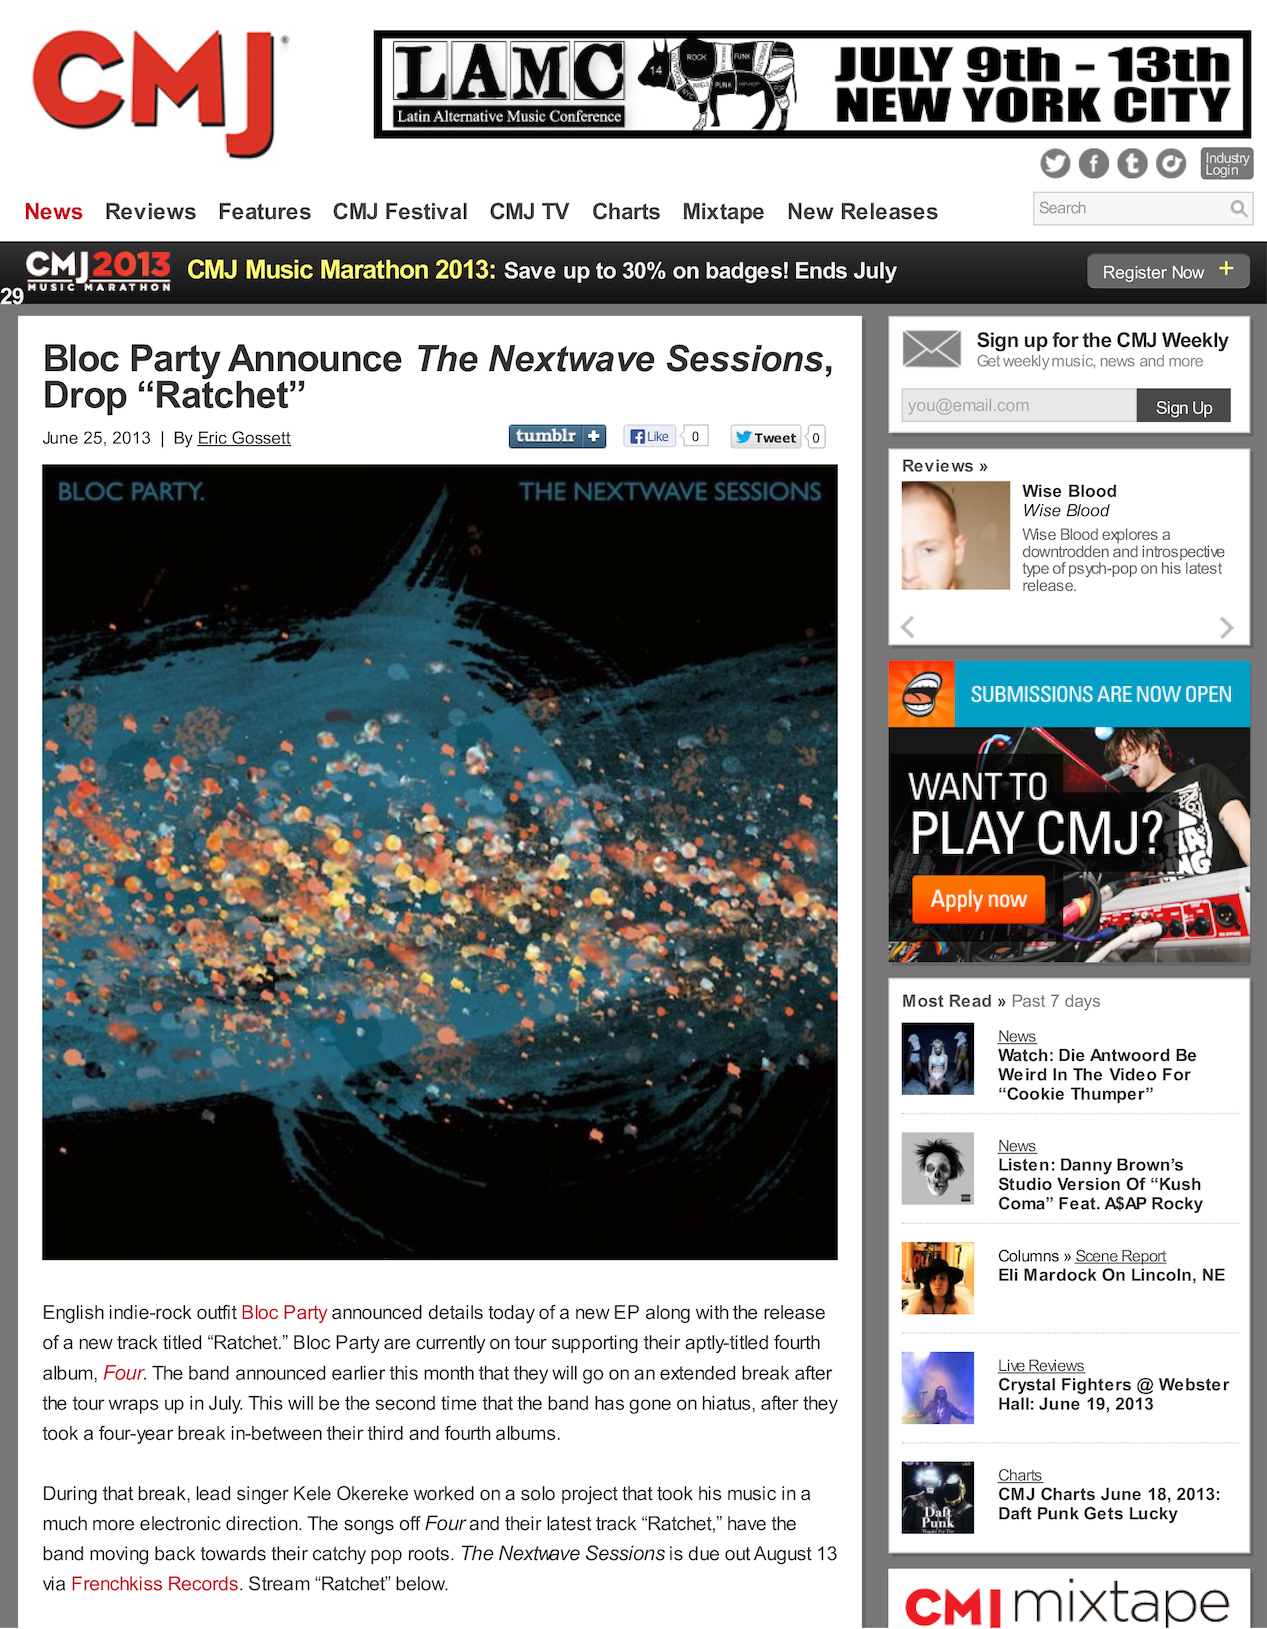 CMJ®
LAMC
Latin Alternative Music Conference
14
ROCK
FUNK
PUNK
HIP-HOP
POP
JULY 9th - 13th
NEW YORK CITY
Industry
Login
News Reviews Features CMJ Festival CMJ TV Charts Mixtape New Releases
Search
CMJ2013
MUSIC MARATHON
CMJ Music Marathon 2013: Save up to 30% on badges! Ends July
29
Register Now +
Bloc Party Announce The Nextwave Sessions,
Drop “Ratchet”
June 25, 2013 | By Eric Gossett
tumblr +
Like
0
Tweet
0
BLOC PARTY.
THE NEXTWAVE SESSIONS
English indie-rock outfit Bloc Party announced details today of a new EP along with the release
of a new track titled “Ratchet.” Bloc Party are currently on tour supporting their aptly-titled fourth
album, Four. The band announced earlier this month that they will go on an extended break after
the tour wraps up in July. This will be the second time that the band has gone on hiatus, after they
took a four-year break in-between their third and fourth albums.
During that break, lead singer Kele Okereke worked on a solo project that took his music in a
much more electronic direction. The songs off Four and their latest track “Ratchet,” have the
band moving back towards their catchy pop roots. The Nextwave Sessions is due out August 13
via Frenchkiss Records. Stream “Ratchet” below.
Sign up for the CMJ Weekly
Get weekly music, news and more
you@email.com
Sign Up
Reviews »
Wise Blood
Wise Blood
Wise Blood explores a
downtrodden and introspective
type of psych-pop on his latest
release.
SUBMISSIONS ARE NOW OPEN
WANT TO
PLAY CMJ?
Apply now
Most Read » Past 7 days
News
Watch: Die Antwoord Be
Weird In The Video For
“Cookie Thumper”
News
Listen: Danny Brown’s
Studio Version Of “Kush
Coma” Feat. A$AP Rocky
Columns » Scene Report
Eli Mardock On Lincoln, NE
Live Reviews
Crystal Fighters @ Webster
Hall: June 19, 2013
Daft
Punk
Charts
CMJ Charts June 18, 2013:
Daft Punk Gets Lucky
CMJ mixtape